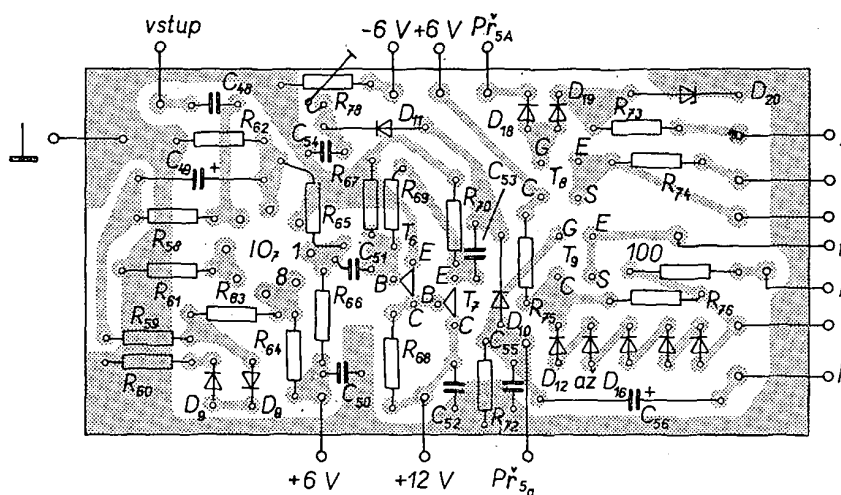 vstup -6 V +6 V Př5A
C48 R78 D11 D18 D19 R73 D20
R62 C54
C49 R67 R69 C53 G E T8 R74
R58 R65 R70 C S
IO7 1 C51 T6 E G E 100
R61 8 B E T9
R63 R66 B T7 C S R76
R59 R64 C C D10 R75
R60 R68 C55 D12 až D16
D9 D8 C50 C52 R72 C56
+6 V +12 V Př5a